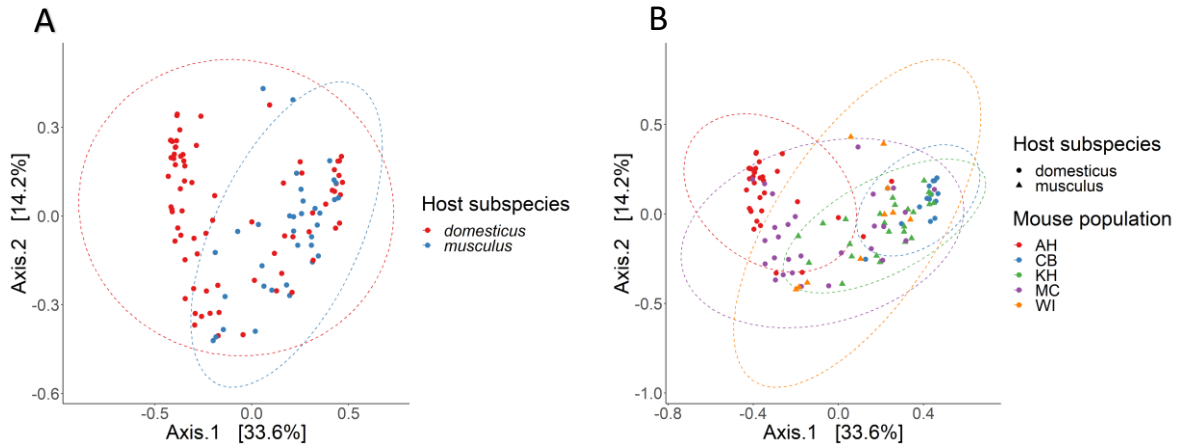 A
0.3
0.0
-0.3
-0.6
Axis.2 [14.2%]
-0.5
0.0
0.5
Axis.1 [33.6%]
Host subspecies
domesticus
musculus
B
0.5
0.0
-0.5
-1.0
Axis.2 [14.2%]
-0.8
-0.4
0.0
0.4
Axis.1 [33.6%]
Host subspecies
domesticus
musculus
Mouse population
AH
CB
KH
MC
WI